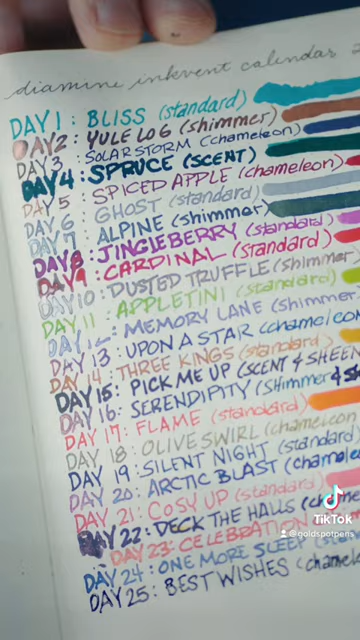 diamine inkvent calendar 2
DAY 1: BLISS (standard)
DAY2: YULE LOG (shimmer)
DAY 3: SOLAR STORM (chameleon)
DAY 4: SPRUCE (SCENT)
DAY 5: SPICED APPLE (chameleon)
DAY 6: GHOST (standard)
DAY 7: ALPINE (shimmer)
DAY 8: JINGLEBERRY (standard)
DAY 9: CARDINAL (standard)
DAY 10: DUSTED TRUFFLE (shimmer)
DAY 11: APPLETINI (standard)
DAY 12: MEMORY LANE (shimmer
DAY 13: UPON A STAR (chameleon
DAY 14: THREE KINGS (standard)
DAY 15: PICK ME UP (SCENT & SHEEN
DAY 16: SERENDIPITY (SHimmer & SH
DAY 17: FLAME (standard)
DAY 18: OLIVE SWIRL (chameleon
DAY 19: SILENT NIGHT (standard)
DAY 20: ARCTIC BLAST (chamele
DAY 21: COSY UP (standard)
DAY 22: DECK THE HALLS (chame
DAY 23: CELEBRATION
DAY 24: ONE MORE SLEEP (sta
DAY 25: BEST WISHES (chamele
TikTok
@goldspotpens